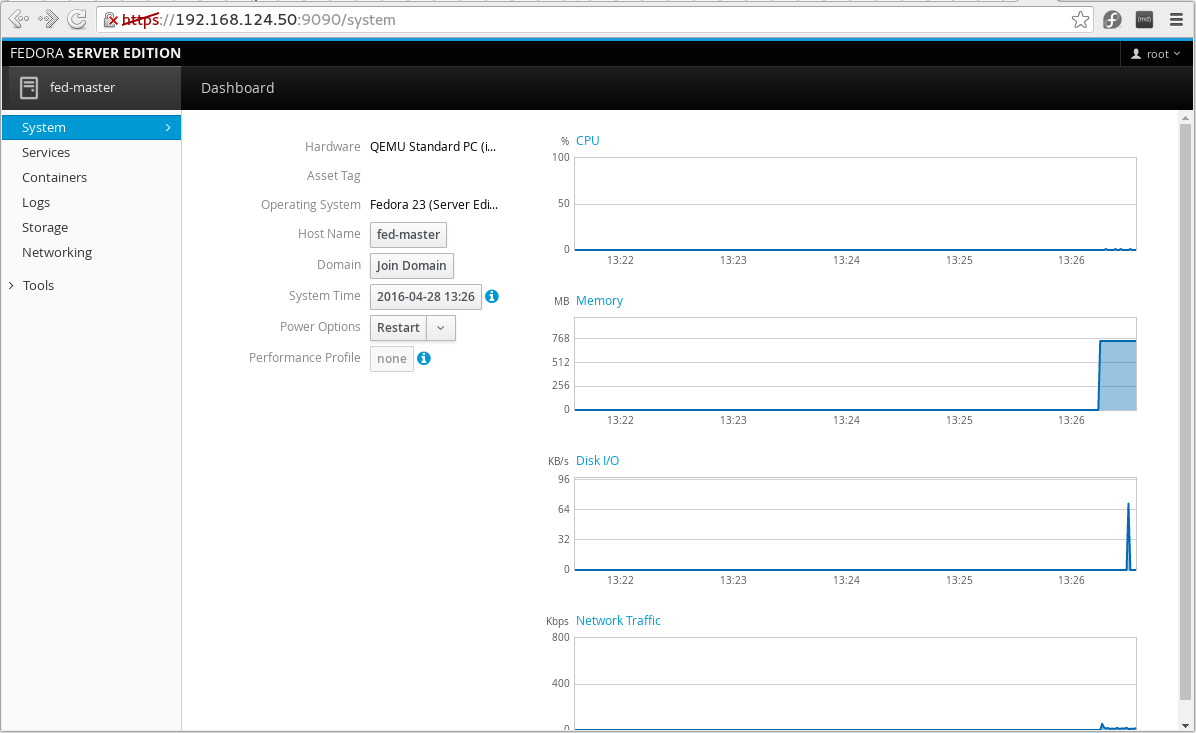 https://192.168.124.50:9090/system
(md)
FEDORA SERVER EDITION
root
fed-master
Dashboard
System
Services
Containers
Logs
Storage
Networking
Tools
Hardware QEMU Standard PC (i...
Asset Tag
Operating System Fedora 23 (Server Edi...
Host Name fed-master
Domain Join Domain
System Time 2016-04-28 13:26
Power Options Restart
Performance Profile none
% CPU
100
50
0
13:22 13:23 13:24 13:25 13:26
MB Memory
768
512
256
0
13:22 13:23 13:24 13:25 13:26
KB/s Disk I/O
96
64
32
0
13:22 13:23 13:24 13:25 13:26
Kbps Network Traffic
800
400
0